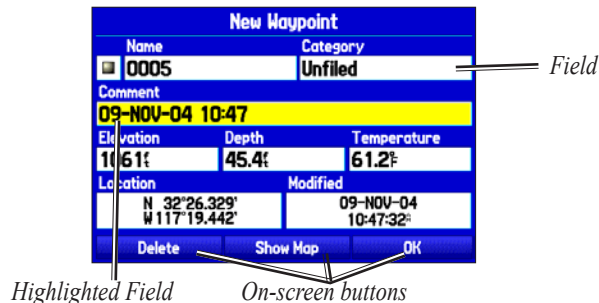 New Waypoint
Name Category
0005 Unfiled
Field
Comment
09-NOV-04 10:47
Elevation Depth Temperature
1061ft 45.4ft 61.2°F
Location Modified
N 32°26.329' 09-NOV-04
W117°19.442' 10:47:32AM
Delete Show Map OK
Highlighted Field On-screen buttons